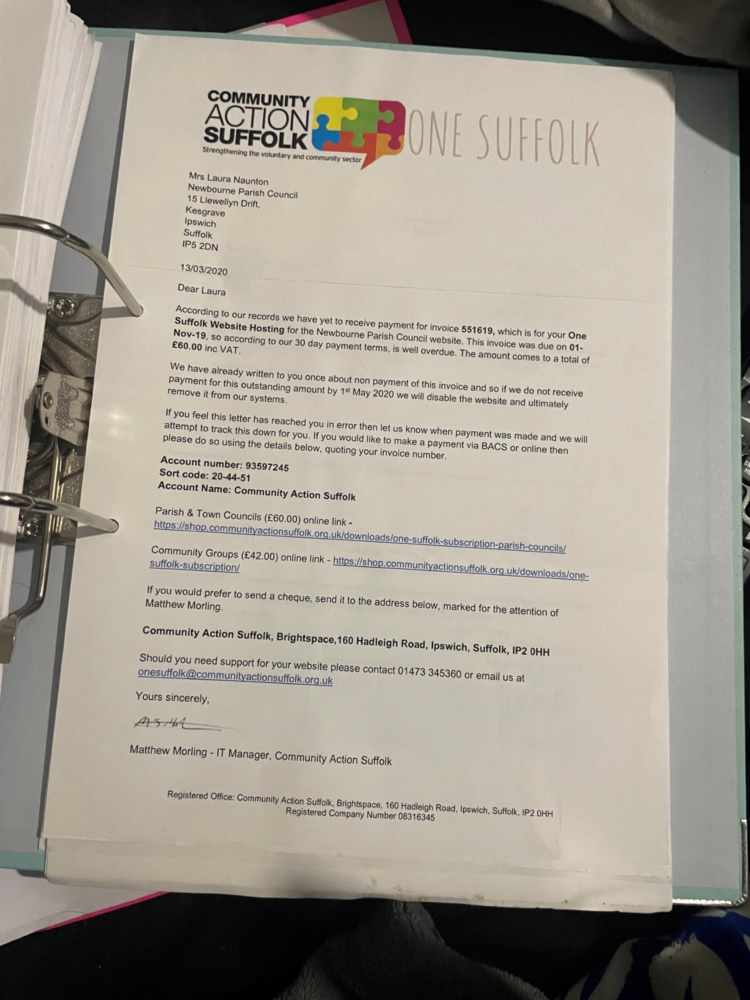 COMMUNITY
ACTION
SUFFOLK
Strengthening the voluntary and community sector
ONE SUFFOLK
Mrs Laura Naunton
Newbourne Parish Council
15 Llewellyn Drift,
Kesgrave
Ipswich
Suffolk
IP5 2DN
13/03/2020
Dear Laura
According to our records we have yet to receive payment for invoice 551619, which is for your One
Suffolk Website Hosting for the Newbourne Parish Council website. This invoice was due on 01-
Nov-19, so according to our 30 day payment terms, is well overdue. The amount comes to a total of
£60.00 inc VAT.
We have already written to you once about non payment of this invoice and so if we do not receive
payment for this outstanding amount by 1st May 2020 we will disable the website and ultimately
remove it from our systems.
If you feel this letter has reached you in error then let us know when payment was made and we will
attempt to track this down for you. If you would like to make a payment via BACS or online then
please do so using the details below, quoting your invoice number.
Account number: 93597245
Sort code: 20-44-51
Account Name: Community Action Suffolk
Parish & Town Councils (£60.00) online link -
https://shop.communityactionsuffolk.org.uk/downloads/one-suffolk-subscription-parish-councils/
Community Groups (£42.00) online link - https://shop.communityactionsuffolk.org.uk/downloads/one-
suffolk-subscription/
If you would prefer to send a cheque, send it to the address below, marked for the attention of
Matthew Morling.
Community Action Suffolk, Brightspace,160 Hadleigh Road, Ipswich, Suffolk, IP2 0HH
Should you need support for your website please contact 01473 345360 or email us at
onesuffolk@communityactionsuffolk.org.uk
Yours sincerely,
Matthew Morling - IT Manager, Community Action Suffolk
Registered Office: Community Action Suffolk, Brightspace, 160 Hadleigh Road, Ipswich, Suffolk, IP2 0HH
Registered Company Number 08316345